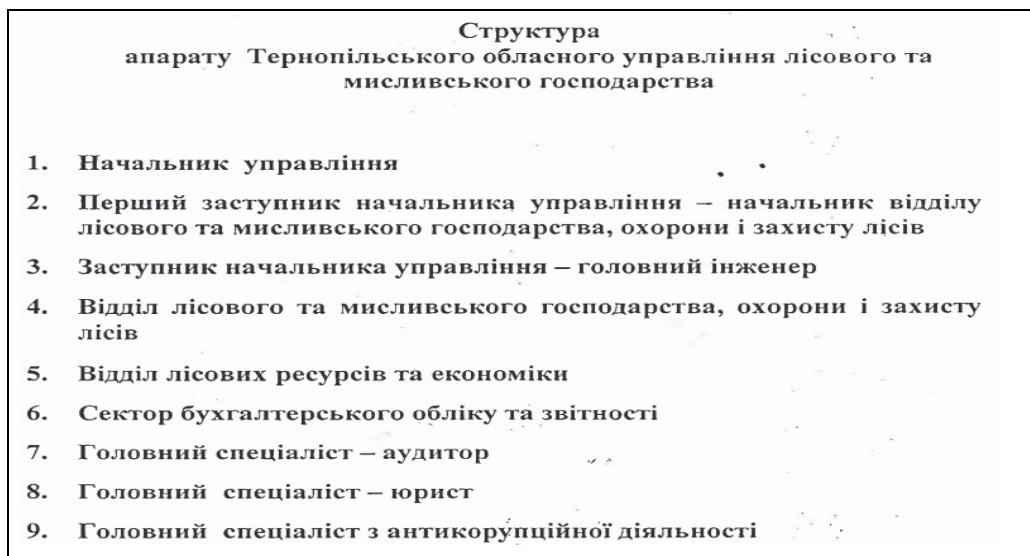 Структура
апарату Тернопільського обласного управління лісового та
мисливського господарства
1. Начальник управління
2. Перший заступник начальника управління – начальник відділу
лісового та мисливського господарства, охорони і захисту лісів
3. Заступник начальника управління – головний інженер
4. Відділ лісового та мисливського господарства, охорони і захисту
лісів
5. Відділ лісових ресурсів та економіки
6. Сектор бухгалтерського обліку та звітності
7. Головний спеціаліст – аудитор
8. Головний спеціаліст – юрист
9. Головний спеціаліст з антикорупційної діяльності